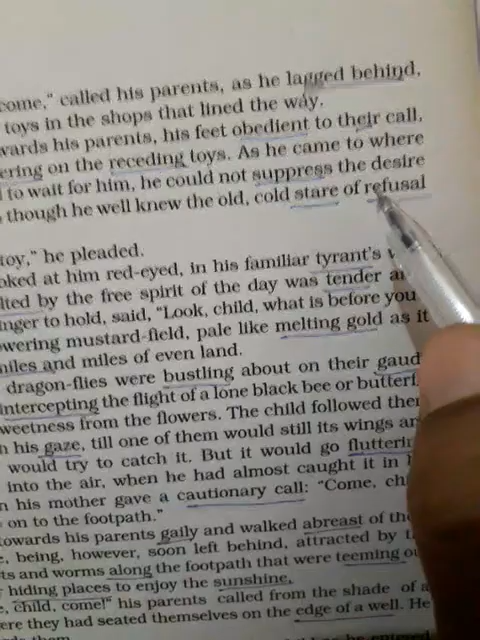 come," called his parents, as he lagged behind,
toys in the shops that lined the way.
wards his parents, his feet obedient to their call,
ering on the receding toys. As he came to where
to wait for him, he could not suppress the desire
though he well knew the old, cold stare of refusal
toy," he pleaded.
oked at him red-eyed, in his familiar tyrant's
lted by the free spirit of the day was tender a
nger to hold, said, "Look, child, what is before you
wering mustard-field, pale like melting gold as it
miles and miles of even land.
dragon-flies were bustling about on their gaud
intercepting the flight of a lone black bee or butterf
weetness from the flowers. The child followed the
h his gaze, till one of them would still its wings a
would try to catch it. But it would go flutterin
into the air, when he had almost caught it in
n his mother gave a cautionary call: "Come, chi
on to the footpath."
towards his parents gaily and walked abreast of the
e, being, however, soon left behind, attracted by t
ts and worms along the footpath that were teeming o
hiding places to enjoy the sunshine.
e, child, come!" his parents called from the shade of a
ere they had seated themselves on the edge of a well. He